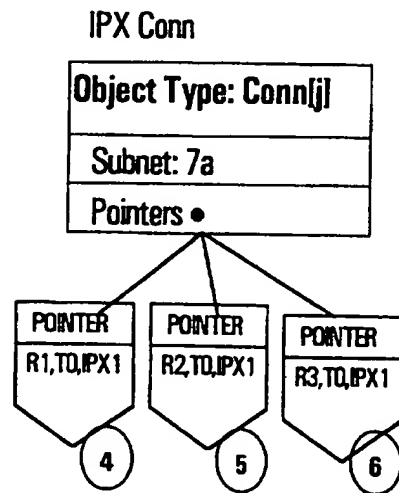 IPX Conn
Object Type: Conn[j]
Subnet: 7a
Pointers
POINTER
R1,TO,IPX1
POINTER
R2,TO,IPX1
POINTER
R3,TO,IPX1
4
5
6